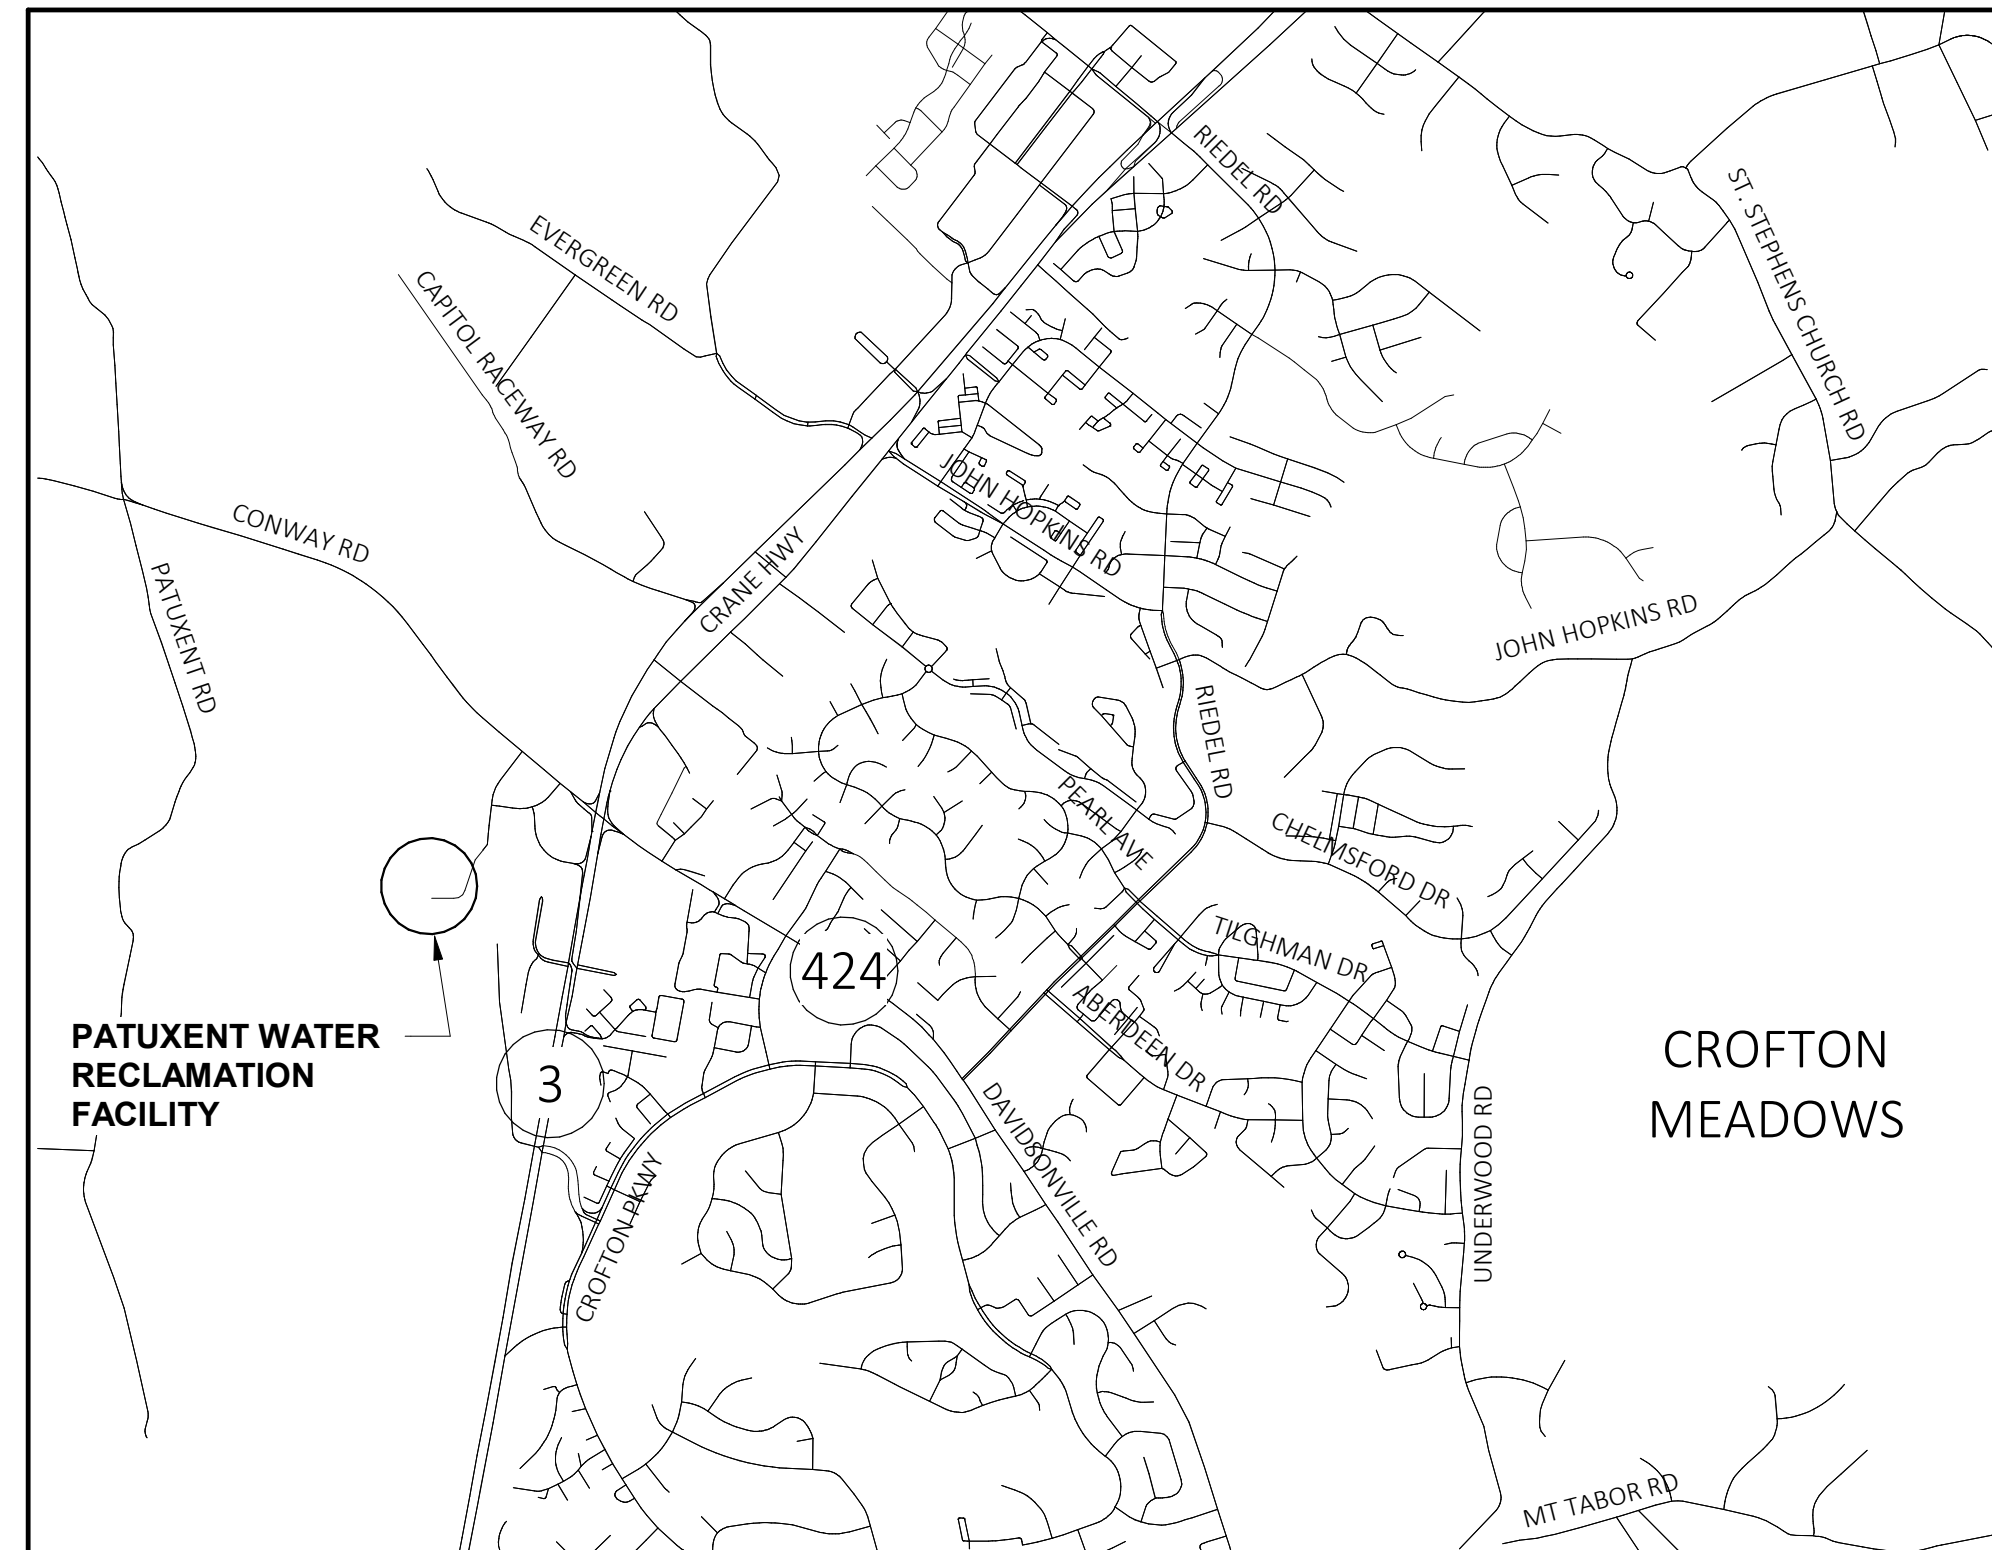 RIEDEL RD
ST. STEPHENS CHURCH RD
EVERGREEN RD
CAPITOL RACEWAY RD
JOHN HOPKINS RD
CONWAY RD
CRANE HWY
PATUXENT RD
JOHN HOPKINS RD
RIEDEL RD
PEARL AVE
CHELMSFORD DR
TILGHMAN DR
424
ABERDEEN DR
PATUXENT WATER
RECLAMATION
FACILITY
3
CROFTON
MEADOWS
DAVIDSONVILLE RD
UNDERWOOD RD
CROFTON PKWY
MT TABOR RD